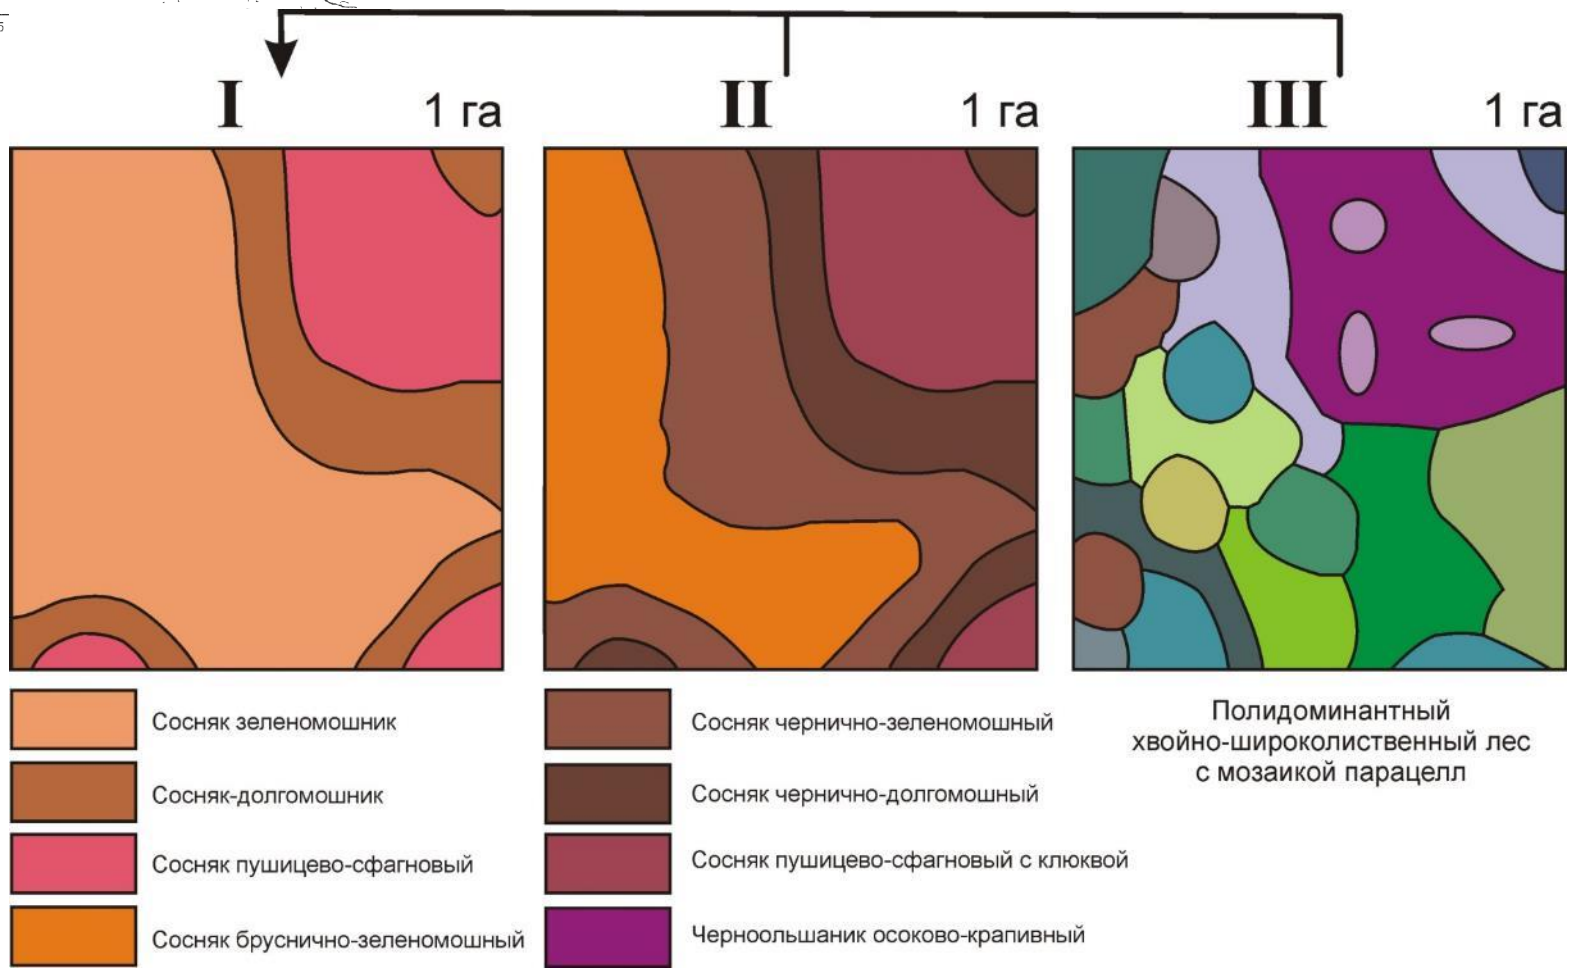 I 1 га II 1 га III 1 га
Сосняк зеленомошник
Сосняк-долгомошник
Сосняк пушицево-сфагновый
Сосняк бруснично-зеленомошный
Сосняк чернично-зеленомошный
Сосняк чернично-долгомошный
Сосняк пушицево-сфагновый с клюквой
Черноольшаник осоково-крапивный
Полидоминантный
хвойно-широколиственный лес
с мозаикой парацелл